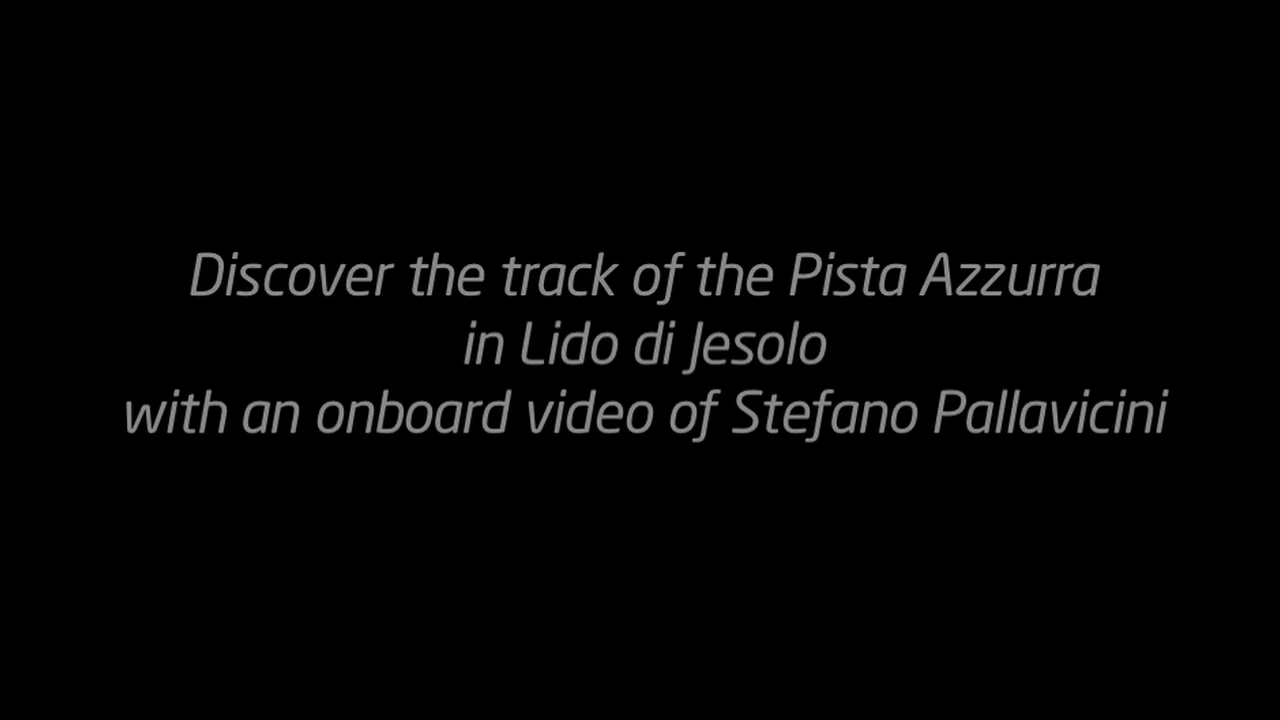 Discover the track of the Pista Azzurra
in Lido di Jesolo
with an onboard video of Stefano Pallavicini